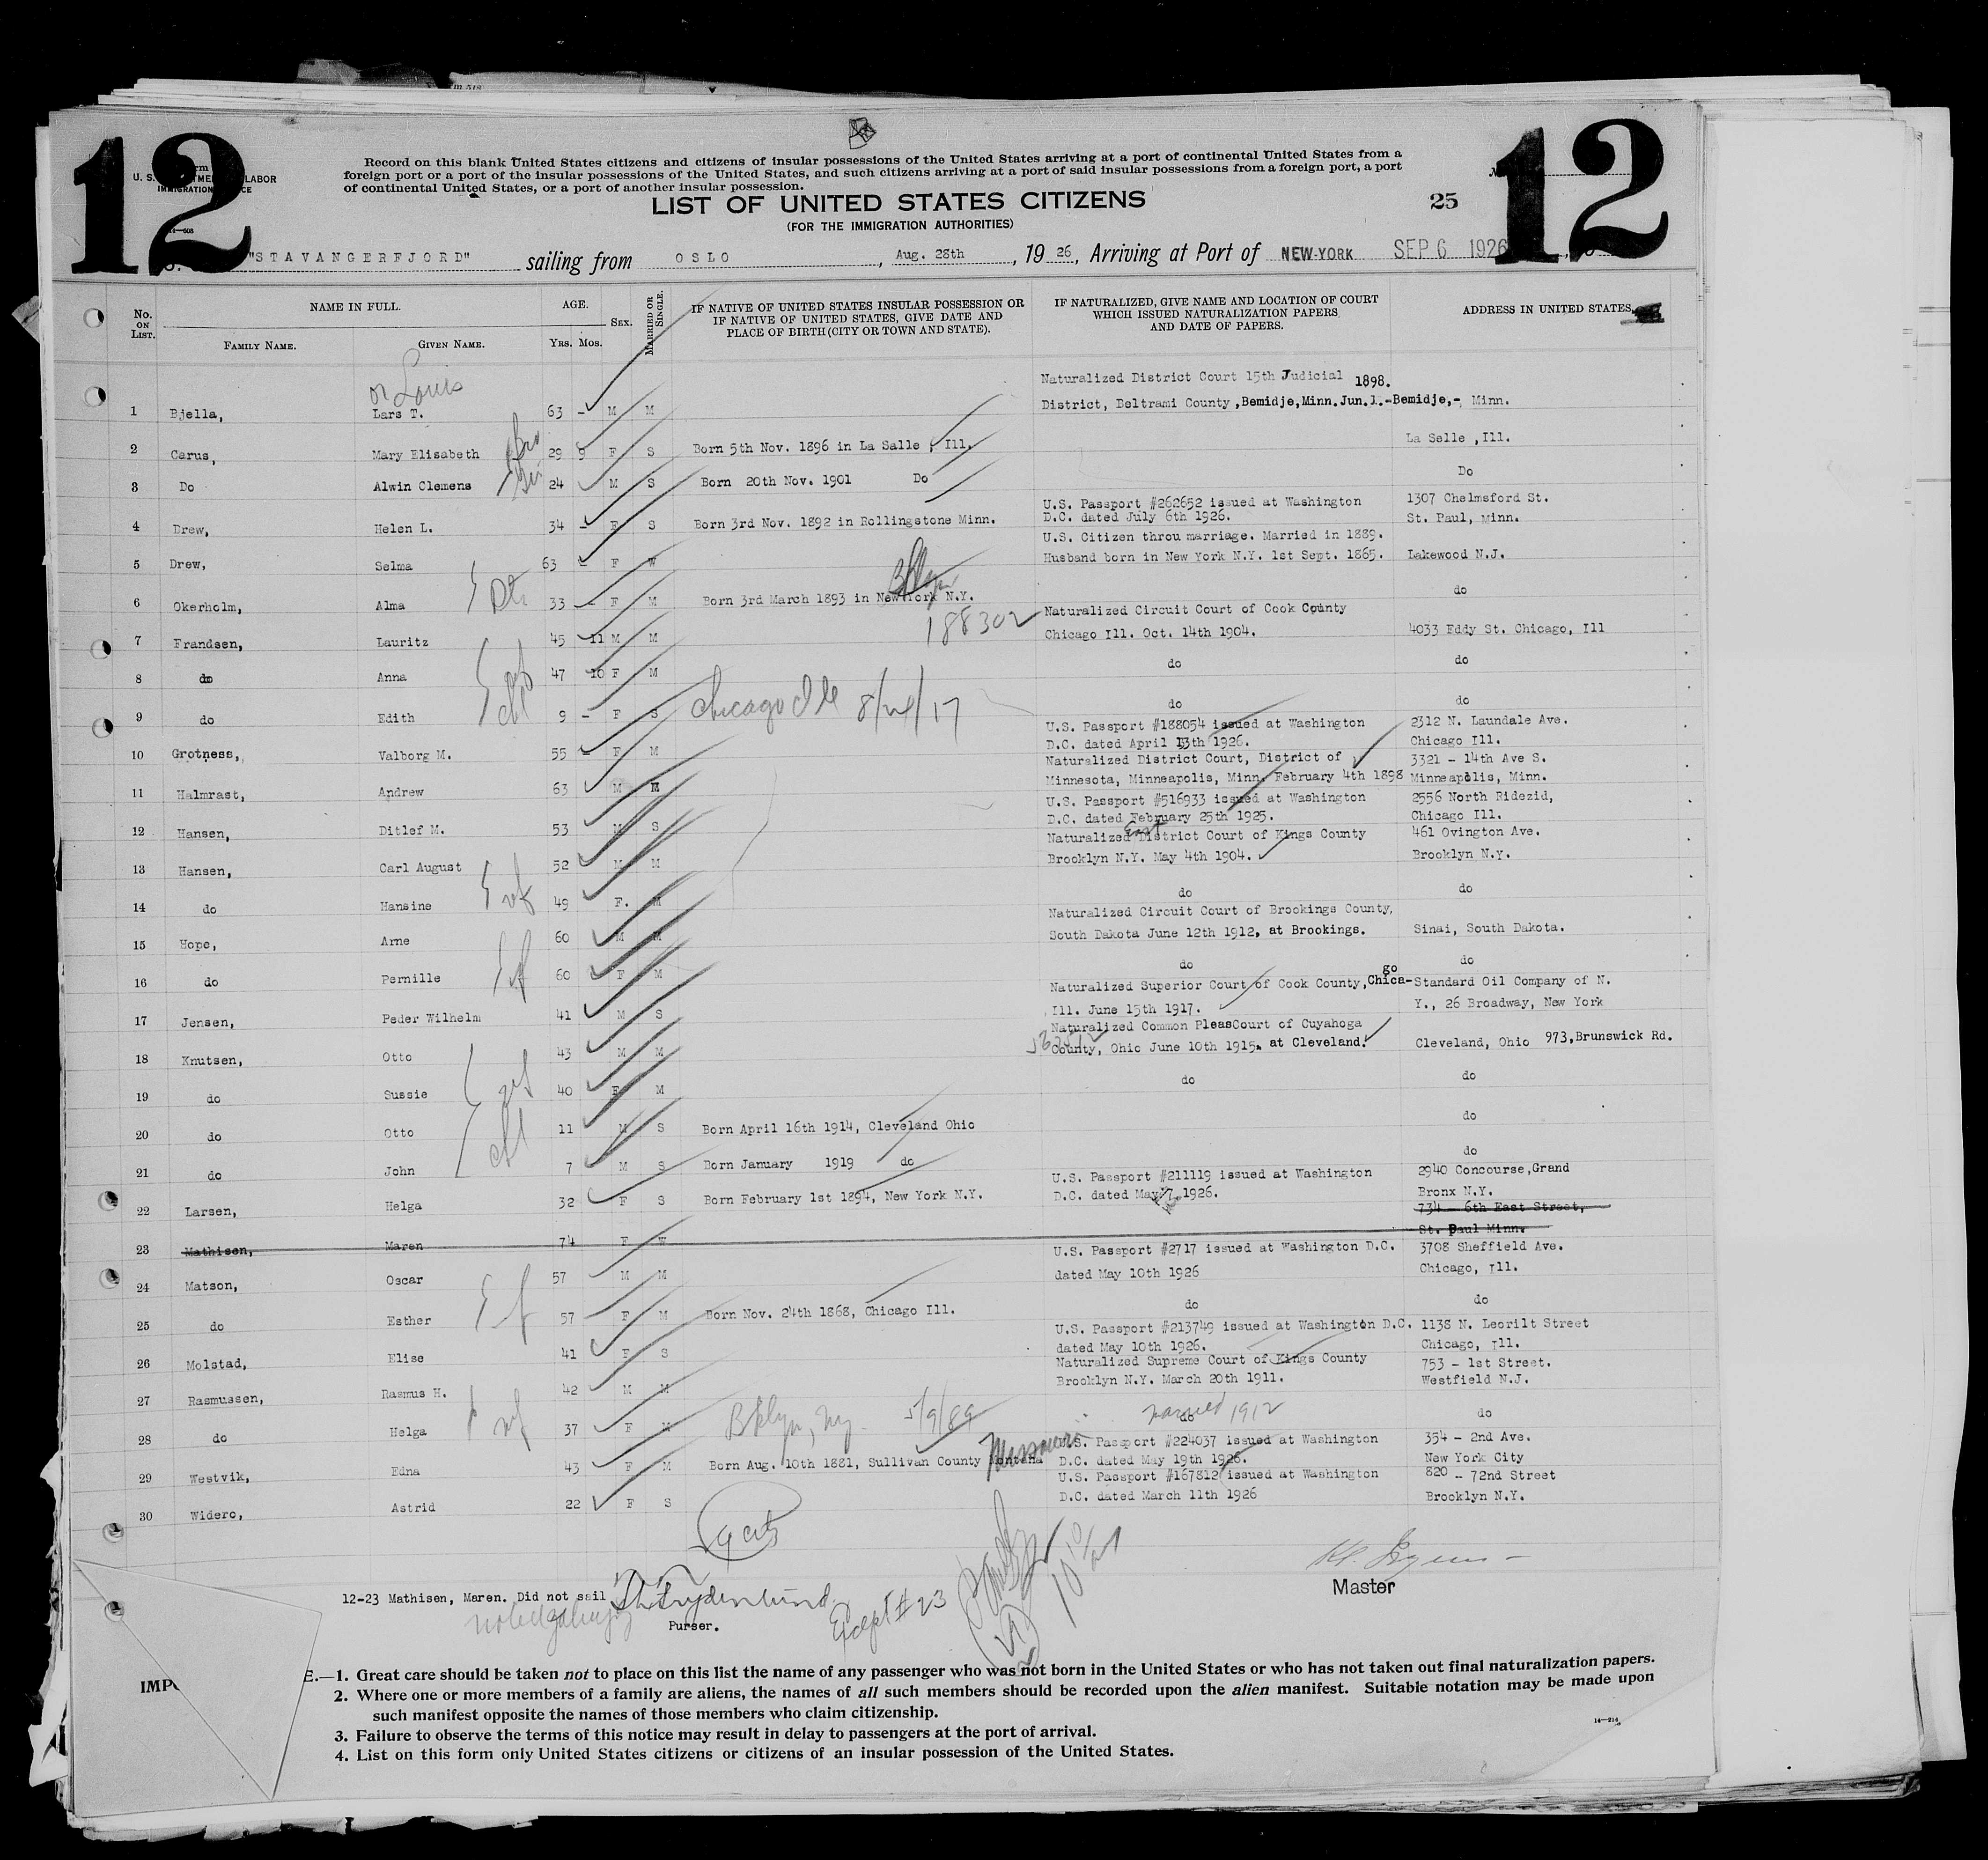 12
12
U. S. LABOR
IMMIGRATION
Record on this blank United States citizens and citizens of insular possessions of the United States arriving at a port of continental United States from a
foreign port or a port of the insular possessions of the United States, and such citizens arriving at a port of said insular possessions from a foreign port, a port
of continental United States, or a port of another insular possession.
LIST OF UNITED STATES CITIZENS
25
(FOR THE IMMIGRATION AUTHORITIES)
"STAVANGERFJORD" sailing from OSLO, Aug. 28th, 1926, Arriving at Port of NEW-YORK SEP 6 1926
No. ON LIST. NAME IN FULL. AGE. SEX. MARRIED OR SINGLE. IF NATIVE OF UNITED STATES INSULAR POSSESSION OR IF NATIVE OF UNITED STATES, GIVE DATE AND PLACE OF BIRTH (CITY OR TOWN AND STATE). IF NATURALIZED, GIVE NAME AND LOCATION OF COURT WHICH ISSUED NATURALIZATION PAPERS, AND DATE OF PAPERS. ADDRESS IN UNITED STATES.
FAMILY NAME. GIVEN NAME. Yrs. Mos.
or Louis
Naturalized District Court 15th Judicial 1898.
1 Bjella, Lars T. 63 - M M District, Beltrami County, Bemidje, Minn. Jun. 1.- Bemidje,- Minn.
2 Carus, Mary Elisabeth 29 9 F S Born 5th Nov. 1896 in La Salle, Ill. La Selle, Ill.
3 Do Alwin Clemens 24 M S Born 20th Nov. 1901 Do Do
U.S. Passport #262652 issued at Washington 1307 Chelmsford St.
4 Drew, Helen L. 34 - F S Born 3rd Nov. 1892 in Rollingstone Minn. D.C. dated July 6th 1926. St. Paul, Minn.
U.S. Citizen throu marriage. Married in 1889.
5 Drew, Selma 63 - F W Husband born in New York N.Y. 1st Sept. 1865. Lakewood N.J.
Bklyn
6 Okerholm, Alma 33 - F M Born 3rd March 1893 in New York N.Y. do
188302 Naturalized Circuit Court of Cook County
7 Frandsen, Lauritz 45 11 M M Chicago Ill. Oct. 14th 1904. 4033 Eddy St. Chicago, Ill
8 do Anna 47 10 F M do do
9 do Edith 9 - F S Chicago Ill do do
U.S. Passport #188054 issued at Washington 2312 N. Laundale Ave.
10 Grotness, Valborg M. 55 - F M D.C. dated April 13th 1926. Chicago Ill.
Naturalized District Court, District of 3321 - 14th Ave S.
11 Halmrast, Andrew 63 M M Minnesota, Minneapolis, Minn. February 4th 1898 Minneapolis, Minn.
U.S. Passport #516933 issued at Washington 2556 North Ridezid,
12 Hansen, Ditlef M. 53 M S D.C. dated February 25th 1925. Chicago Ill.
Naturalized East District Court of Kings County 461 Ovington Ave.
13 Hansen, Carl August 52 M M Brooklyn N.Y. May 4th 1904. Brooklyn N.Y.
14 do Hansine 49 F. M do do
Naturalized Circuit Court of Brookings County,
15 Hope, Arne 60 M M South Dakota June 12th 1912, at Brookings. Sinai, South Dakota.
16 do Pernille 60 F M do do
Naturalized Superior Court of Cook County, Chica-go Standard Oil Company of N.
17 Jensen, Peder Wilhelm 41 M S Ill. June 15th 1917. Y., 26 Broadway, New York
Naturalized Common Pleas Court of Cuyahoga
18 Knutsen, Otto 43 M M County, Ohio June 10th 1915. at Cleveland. Cleveland, Ohio 973, Brunswick Rd.
19 do Sussie 40 F M do do
20 do Otto 11 M S Born April 16th 1914, Cleveland Ohio do
21 do John 7 M S Born January 1919 do do
U.S. Passport #211119 issued at Washington 2940 Concourse, Grand
22 Larsen, Helga 32 F S Born February 1st 1894, New York N.Y. D.C. dated May 7, 1926. Bronx N.Y.
734 - 6th East Street,
23 Mathisen, Maren 74 F W St. Paul Minn.
U.S. Passport #2717 issued at Washington D.C. 3708 Sheffield Ave.
24 Matson, Oscar 57 M M dated May 10th 1926 Chicago, Ill.
25 do Esther 57 F M Born Nov. 24th 1868, Chicago Ill. do do
U.S. Passport #213749 issued at Washington D.C. 1138 N. Leorilt Street
26 Molstad, Elise 41 F S dated May 10th 1926. Chicago, Ill.
Naturalized Supreme Court of Kings County 753 - 1st Street.
27 Rasmussen, Rasmus H. 42 M M Brooklyn N.Y. March 20th 1911. Westfield N.J.
28 do Helga 37 F M Bklyn, Ny. 5/9/89 do married 1912 do
U.S. Passport #224037 issued at Washington 354 - 2nd Ave.
29 Westvik, Edna 43 F M Born Aug. 10th 1881, Sullivan County Montana Missouri D.C. dated May 19th 1926. New York City
U.S. Passport #167812 issued at Washington 820 - 72nd Street
30 Widero, Astrid 22 F S D.C. dated March 11th 1926 Brooklyn N.Y.
12-23 Mathisen, Maren. Did not sail
Purser.
Except #23
Master
E.—1. Great care should be taken not to place on this list the name of any passenger who was not born in the United States or who has not taken out final naturalization papers.
2. Where one or more members of a family are aliens, the names of all such members should be recorded upon the alien manifest. Suitable notation may be made upon
such manifest opposite the names of those members who claim citizenship.
3. Failure to observe the terms of this notice may result in delay to passengers at the port of arrival.
4. List on this form only United States citizens or citizens of an insular possession of the United States.